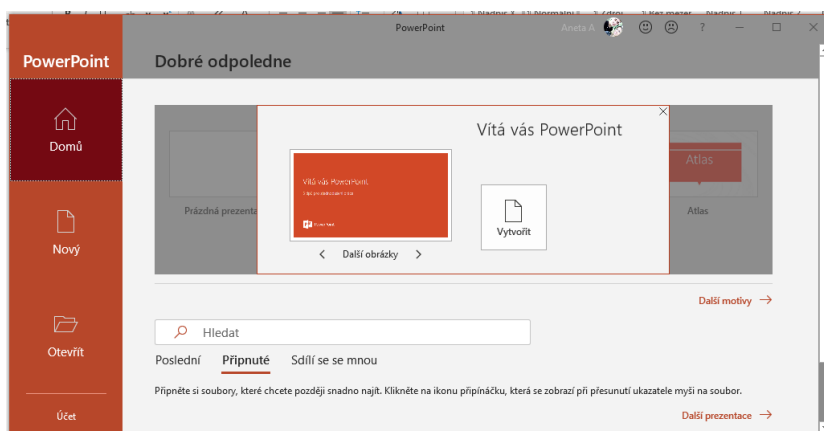 PowerPoint
Aneta A
?
PowerPoint
Dobré odpoledne
Domů
Nový
Otevřít
Účet
Vítá vás PowerPoint
Vítá vás PowerPoint
PowerPoint
Další obrázky
Vytvořit
Prázdná prezenta
Atlas
Atlas
Další motivy
Hledat
Poslední Připnuté Sdílí se se mnou
Připněte si soubory, které chcete později snadno najít. Klikněte na ikonu připínáčku, která se zobrazí při přesunutí ukazatele myši na soubor.
Další prezentace